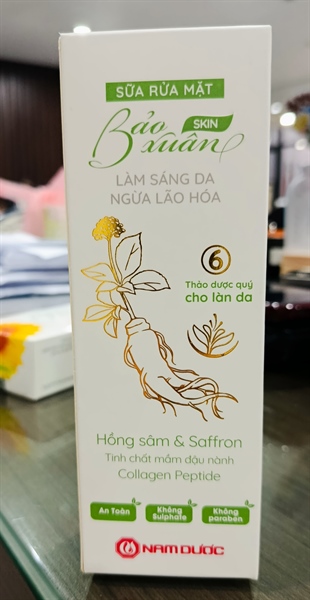 SỮA RỬA MẶT
Bảo
xuân
SKIN
LÀM SÁNG DA
NGỪA LÃO HÓA
6
Thảo dược quý
cho làn da
Hồng sâm & Saffron
Tinh chất mầm đậu nành
Collagen Peptide
An Toàn
Không
Sulphate
Không
paraben
NAM DƯỢC